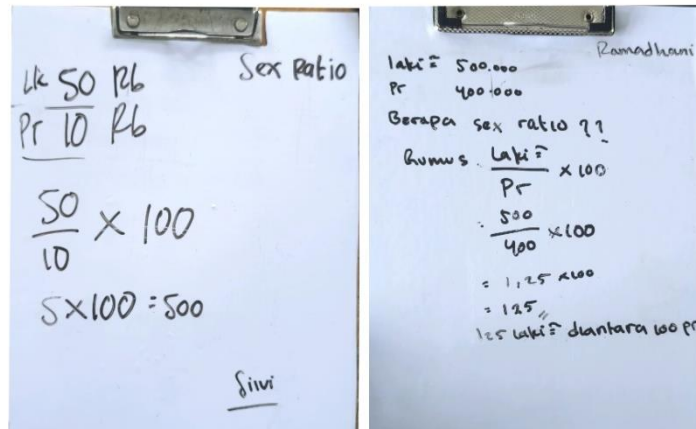 Sex Ratio
Lk 50 Rb
Pr 10 Rb
50
10
× 100
5×100 = 500
Silvi
Ramadhani
laki² = 500.000
Pr 400.000
Berapa sex ratio ??
Rumus : Laki² × 100
Pr
: 500 ×100
400
= 1,25 ×100
= 125 //
125 laki² diantara 100 pr